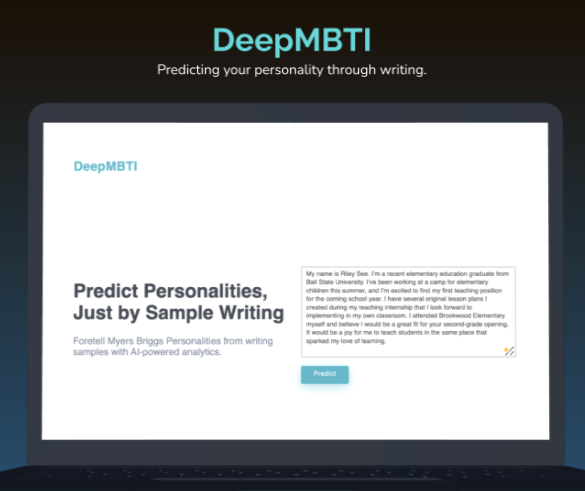 DeepMBTI
Predicting your personality through writing.
DeepMBTI
Predict Personalities,
Just by Sample Writing
Foretell Myers Briggs Personalities from writing
samples with AI-powered analytics.
My name is Riley See. I'm a recent elementary education graduate from
Ball State University. I've been working at a camp for elementary
children this summer, and I'm excited to find my first teaching position
for the coming school year. I have several original lesson plans I
created during my teaching internship that I look forward to
implementing in my own classroom. I attended Brookwood Elementary
myself and believe I would be a great fit for your second-grade opening.
It would be a joy for me to teach students in the same place that
sparked my love of learning.
Predict